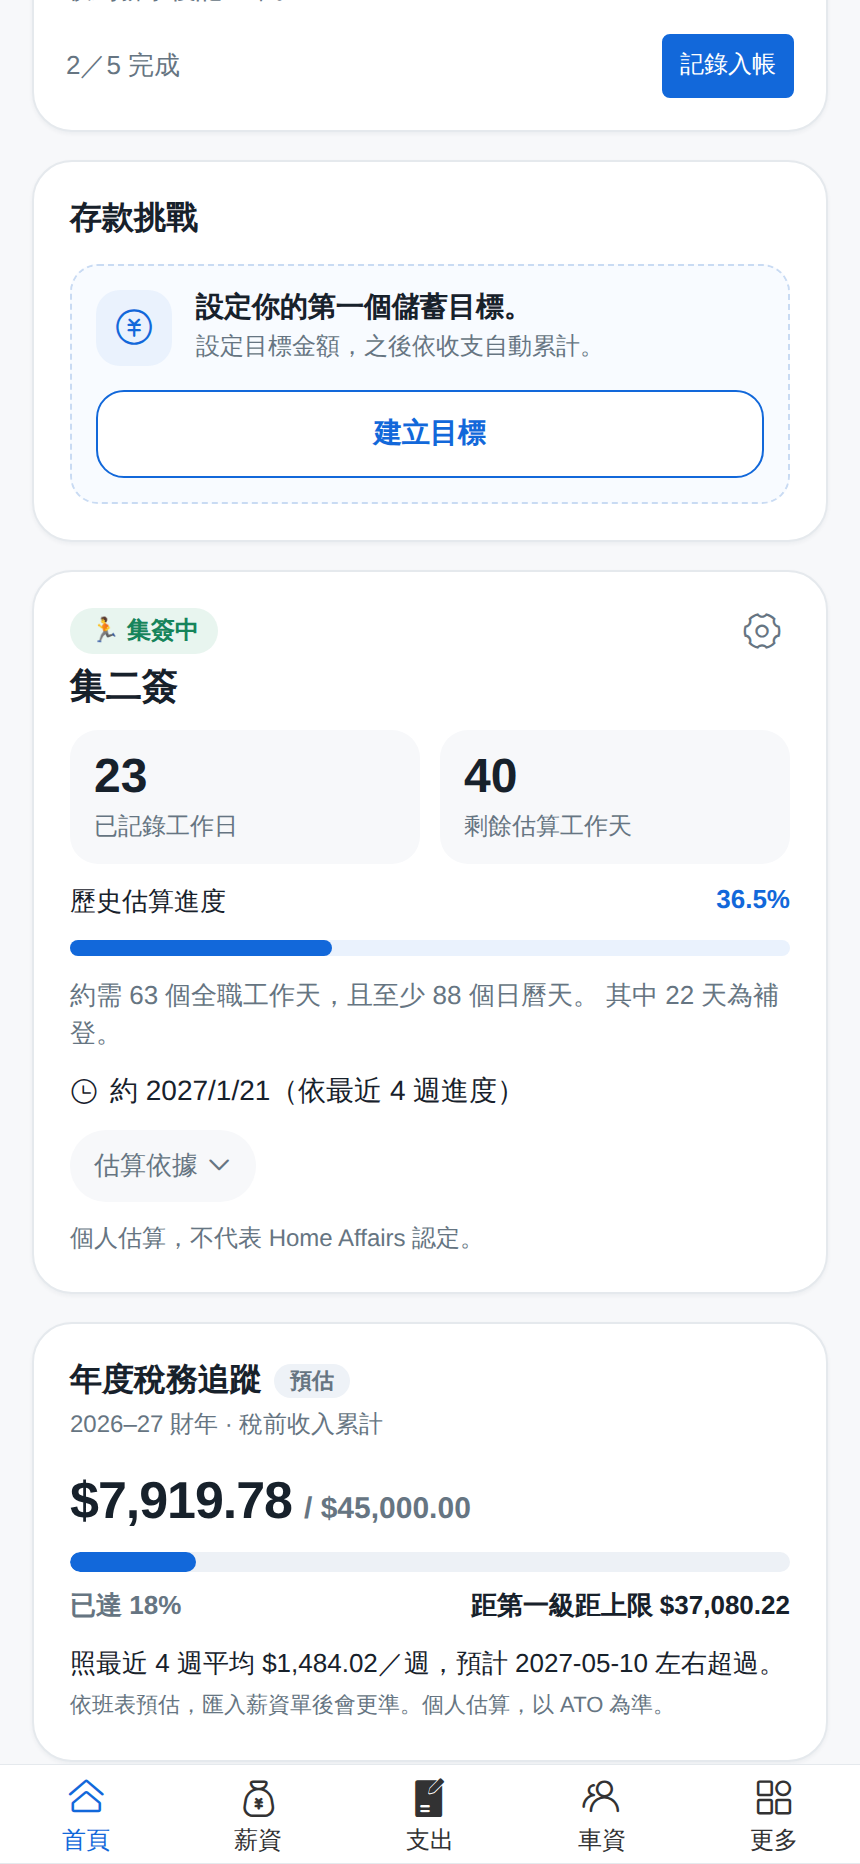 2／5 完成
記錄入帳
存款挑戰
設定你的第一個儲蓄目標。
設定目標金額，之後依收支自動累計。
建立目標
集簽中
集二簽
23
已記錄工作日
40
剩餘估算工作天
歷史估算進度
36.5%
約需 63 個全職工作天，且至少 88 個日曆天。 其中 22 天為補
登。
約 2027/1/21（依最近 4 週進度）
估算依據
個人估算，不代表 Home Affairs 認定。
年度稅務追蹤 預估
2026–27 財年 · 稅前收入累計
$7,919.78 / $45,000.00
已達 18%
距第一級距上限 $37,080.22
照最近 4 週平均 $1,484.02／週，預計 2027-05-10 左右超過。
依班表預估，匯入薪資單後會更準。個人估算，以 ATO 為準。
首頁
薪資
支出
車資
更多